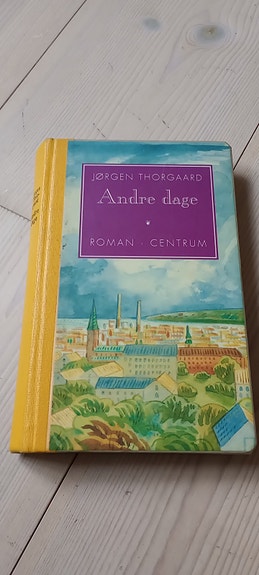 JØRGEN THORGAARD
Andre dage
ROMAN · CENTRUM